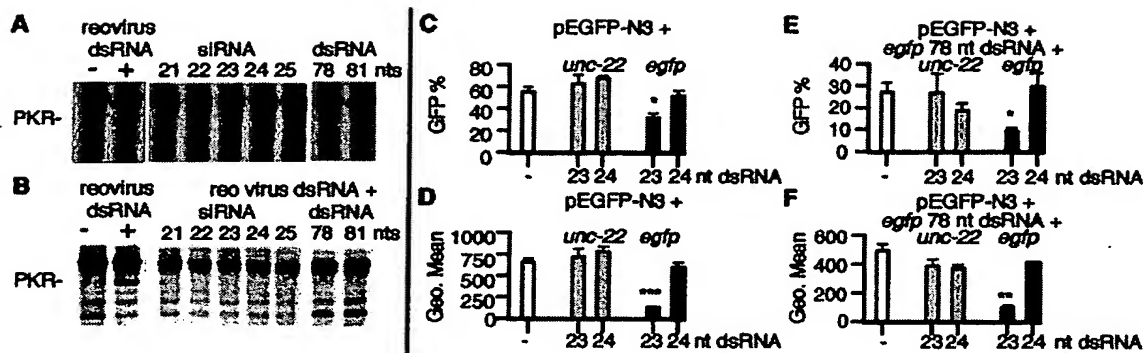 A
reovirus
dsRNA siRNA dsRNA
- + 21 22 23 24 25 78 81 nts
PKR-
B
reovirus reo virus dsRNA +
dsRNA siRNA dsRNA
- + 21 22 23 24 25 78 81 nts
PKR-
C
pEGFP-N3 +
unc-22 egfp
GFP %
80
60
40
20
0
*
- 23 24 23 24 nt dsRNA
D
pEGFP-N3 +
unc-22 egfp
Geo. Mean
1000
750
500
250
0
***
- 23 24 23 24 nt dsRNA
E
pEGFP-N3 +
egfp 78 nt dsRNA +
unc-22 egfp
GFP %
40
30
20
10
0
*
- 23 24 23 24 nt dsRNA
F
pEGFP-N3 +
egfp 78 nt dsRNA +
unc-22 egfp
Geo. Mean
600
400
200
0
**
- 23 24 23 24 nt dsRNA